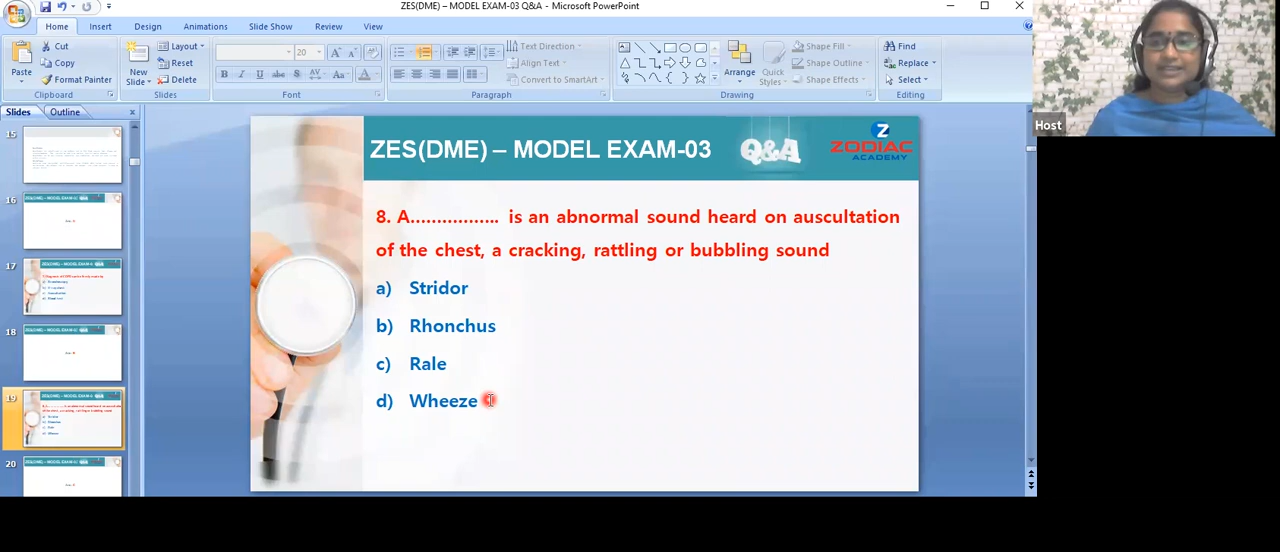 ZES(DME) - MODEL EXAM-03 Q&A - Microsoft PowerPoint
Home Insert Design Animations Slide Show Review View
Paste
Cut
Copy
Format Painter
Clipboard
New Slide
Layout
Reset
Delete
Slides
20
B I U abe S AV Aa A
Font
Text Direction
Align Text
Convert to SmartArt
Paragraph
Arrange
Quick Styles
Shape Fill
Shape Outline
Shape Effects
Drawing
Find
Replace
Select
Editing
Slides Outline
15
16
17
18
19
20
ZES(DME) – MODEL EXAM-03
Q&A
Z
ZODIAC
ACADEMY
8. A................ is an abnormal sound heard on auscultation
of the chest, a cracking, rattling or bubbling sound
a) Stridor
b) Rhonchus
c) Rale
d) Wheeze
Host